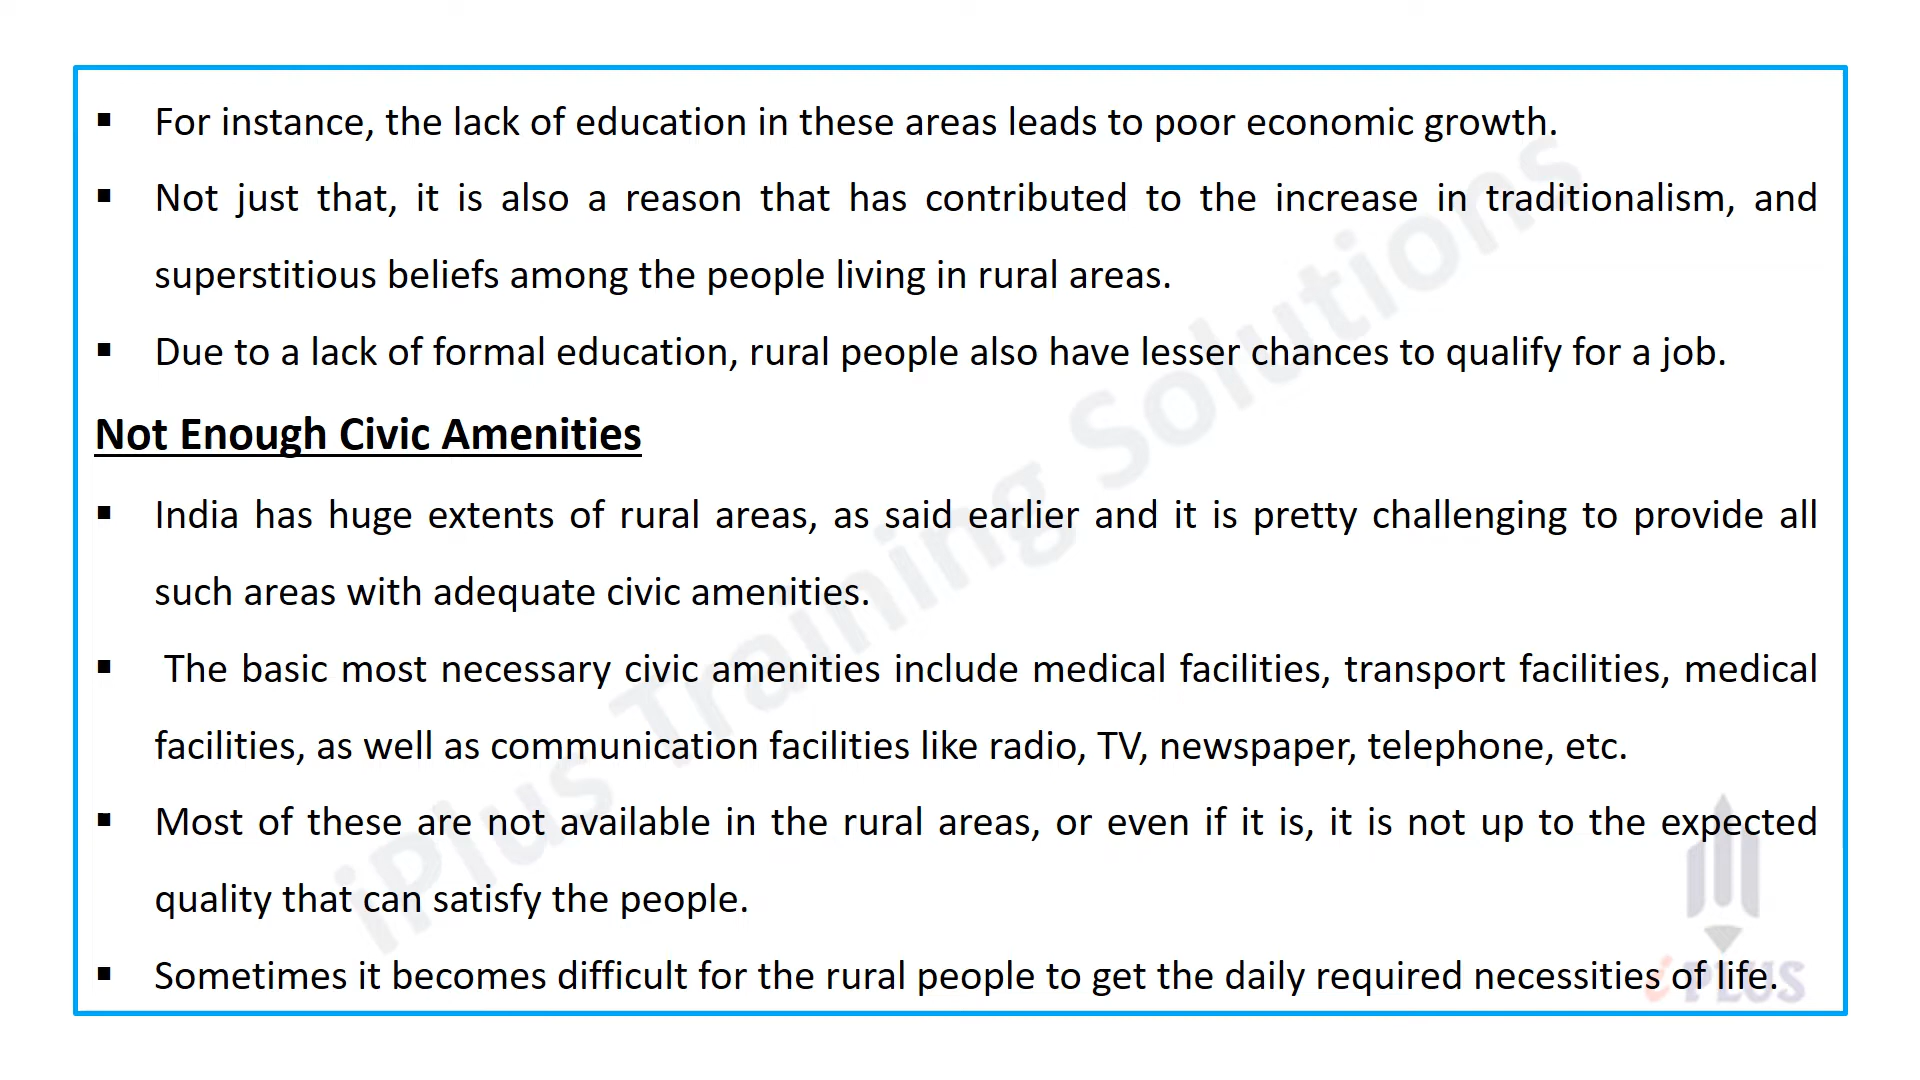 ▪ For instance, the lack of education in these areas leads to poor economic growth.
▪ Not just that, it is also a reason that has contributed to the increase in traditionalism, and
superstitious beliefs among the people living in rural areas.
▪ Due to a lack of formal education, rural people also have lesser chances to qualify for a job.
Not Enough Civic Amenities
▪ India has huge extents of rural areas, as said earlier and it is pretty challenging to provide all
such areas with adequate civic amenities.
▪ The basic most necessary civic amenities include medical facilities, transport facilities, medical
facilities, as well as communication facilities like radio, TV, newspaper, telephone, etc.
▪ Most of these are not available in the rural areas, or even if it is, it is not up to the expected
quality that can satisfy the people.
▪ Sometimes it becomes difficult for the rural people to get the daily required necessities of life.
iPlus Training Solutions
iPLUS